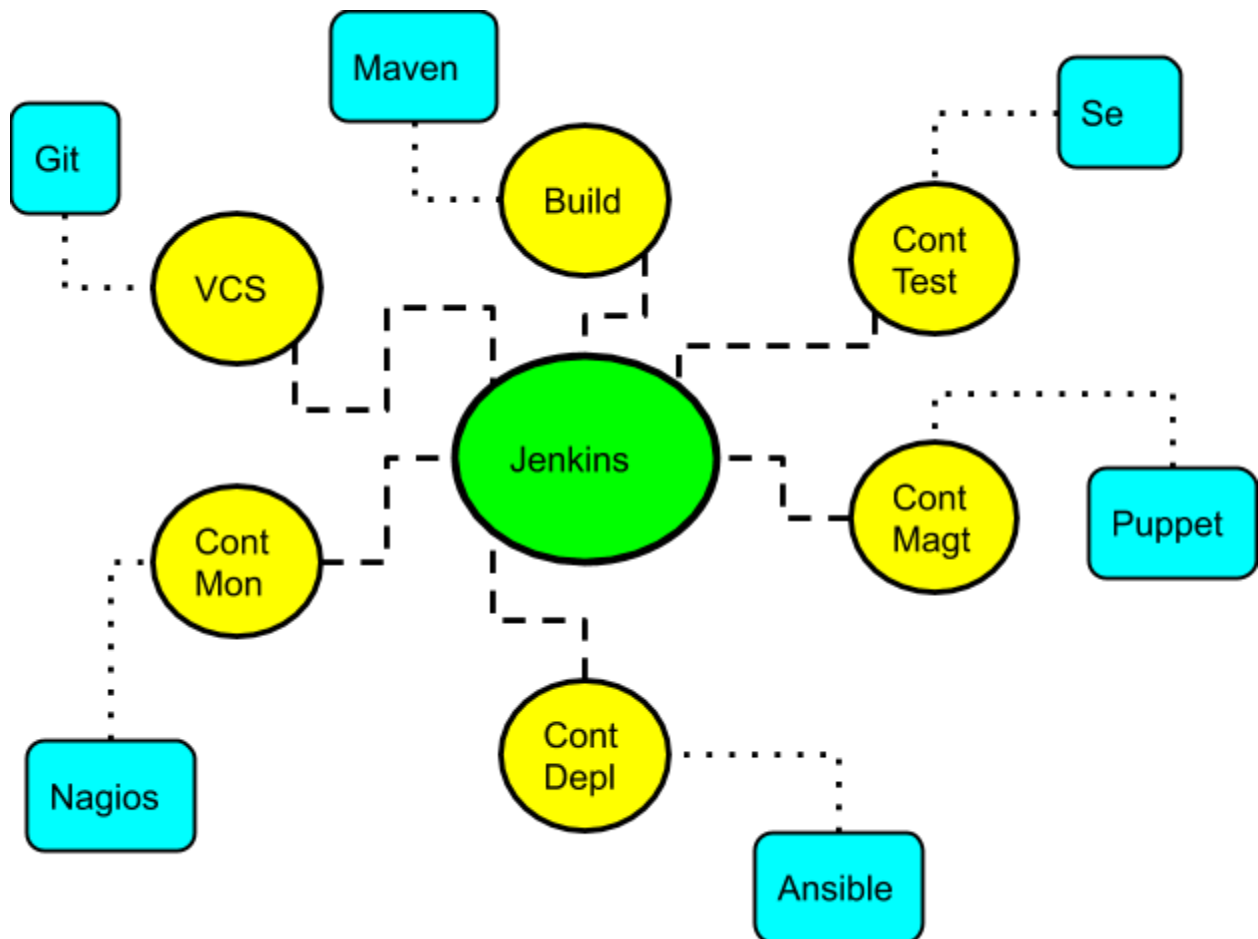 Maven
Se
Git
Build
Cont
Test
VCS
Jenkins
Cont
Magt
Puppet
Cont
Mon
Cont
Depl
Nagios
Ansible